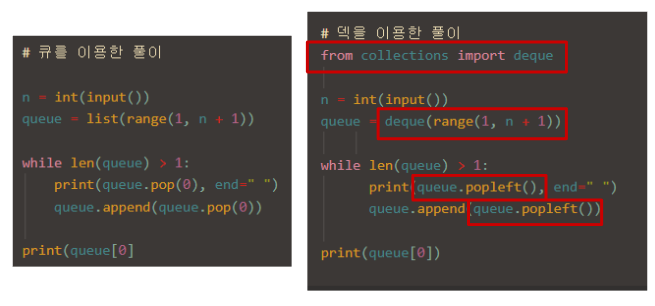 # 큐를 이용한 풀이
n = int(input())
queue = list(range(1, n + 1))
while len(queue) > 1:
print(queue.pop(0), end=" ")
queue.append(queue.pop(0))
print(queue[0]
# 덱을 이용한 풀이
from collections import deque
n = int(input())
queue = deque(range(1, n + 1))
while len(queue) > 1:
print(queue.popleft(), end=" ")
queue.append(queue.popleft())
print(queue[0])